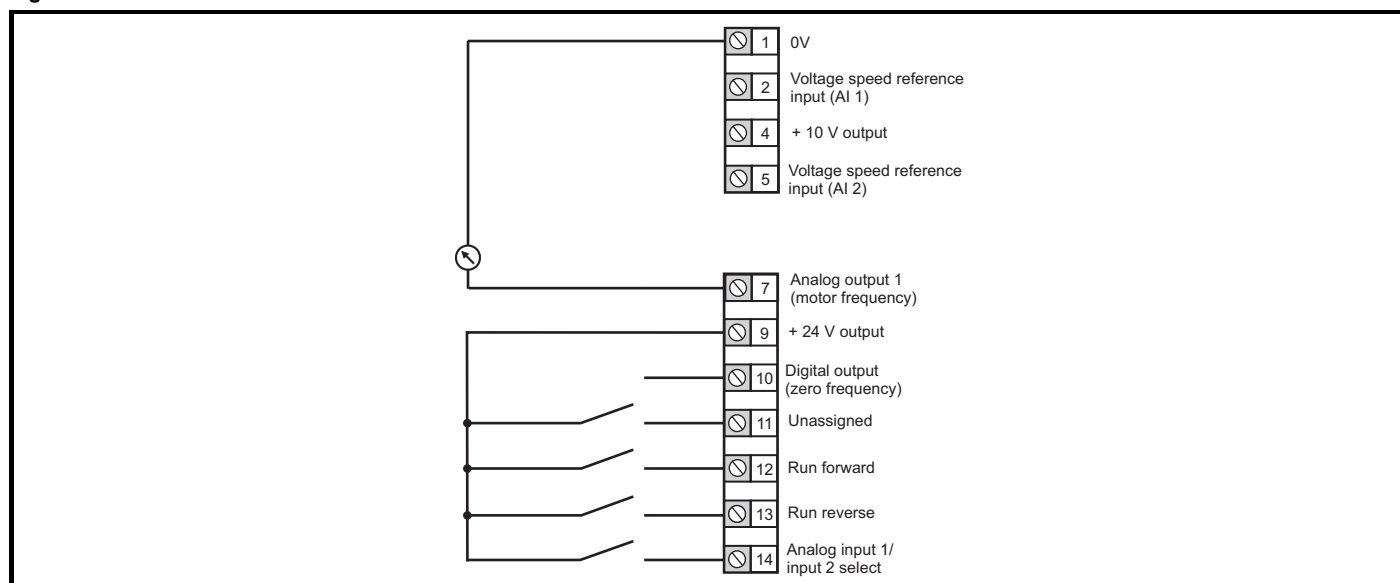 1 0V
2 Voltage speed reference
input (AI 1)
4 + 10 V output
5 Voltage speed reference
input (AI 2)
7 Analog output 1
(motor frequency)
9 + 24 V output
10 Digital output
(zero frequency)
11 Unassigned
12 Run forward
13 Run reverse
14 Analog input 1/
input 2 select